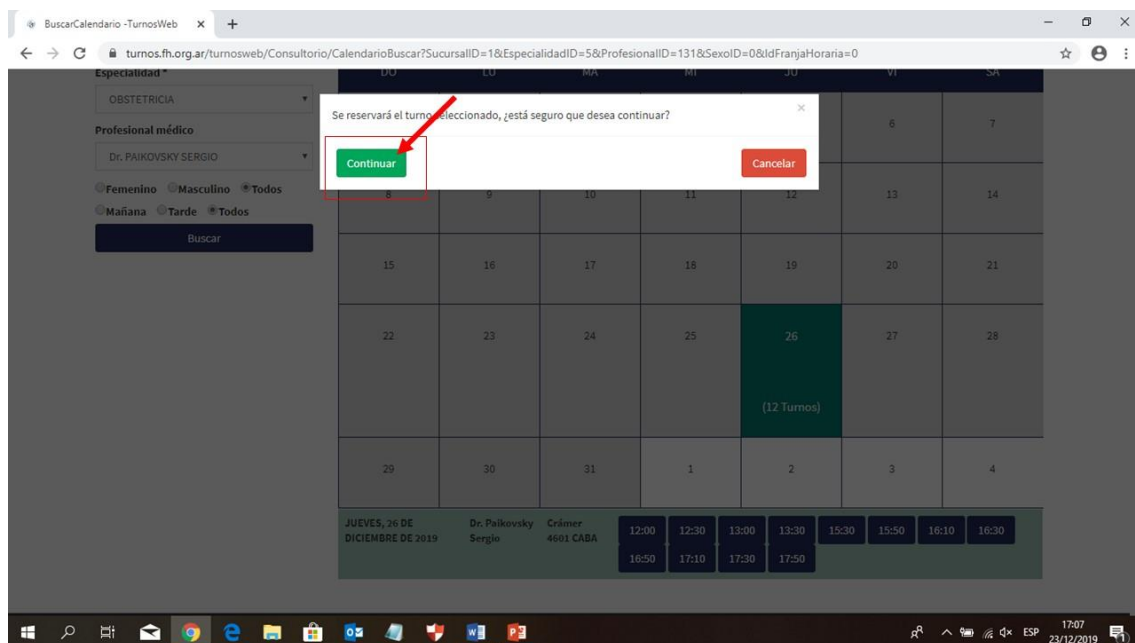 BuscarCalendario -TurnosWeb
turnos.fh.org.ar/turnosweb/Consultorio/CalendarioBuscar?SucursalID=1&EspecialidadID=5&ProfesionalID=131&SexoID=0&IdFranjaHoraria=0
Especialidad *
OBSTETRICIA
Profesional médico
Dr. PAIKOVSKY SERGIO
Femenino Masculino Todos
Mañana Tarde Todos
Buscar
Se reservará el turno seleccionado, ¿está seguro que desea continuar?
Continuar Cancelar
DO LU MA MI JU VI SA
6 7
8 9 10 11 12 13 14
15 16 17 18 19 20 21
22 23 24 25 26 27 28
(12 Turnos)
29 30 31 1 2 3 4
JUEVES, 26 DE
DICIEMBRE DE 2019
Dr. Paikovsky
Sergio
Crámer
4601 CABA
12:00 12:30 13:00 13:30 15:30 15:50 16:10 16:30
16:50 17:10 17:30 17:50
ESP
17:07
23/12/2019